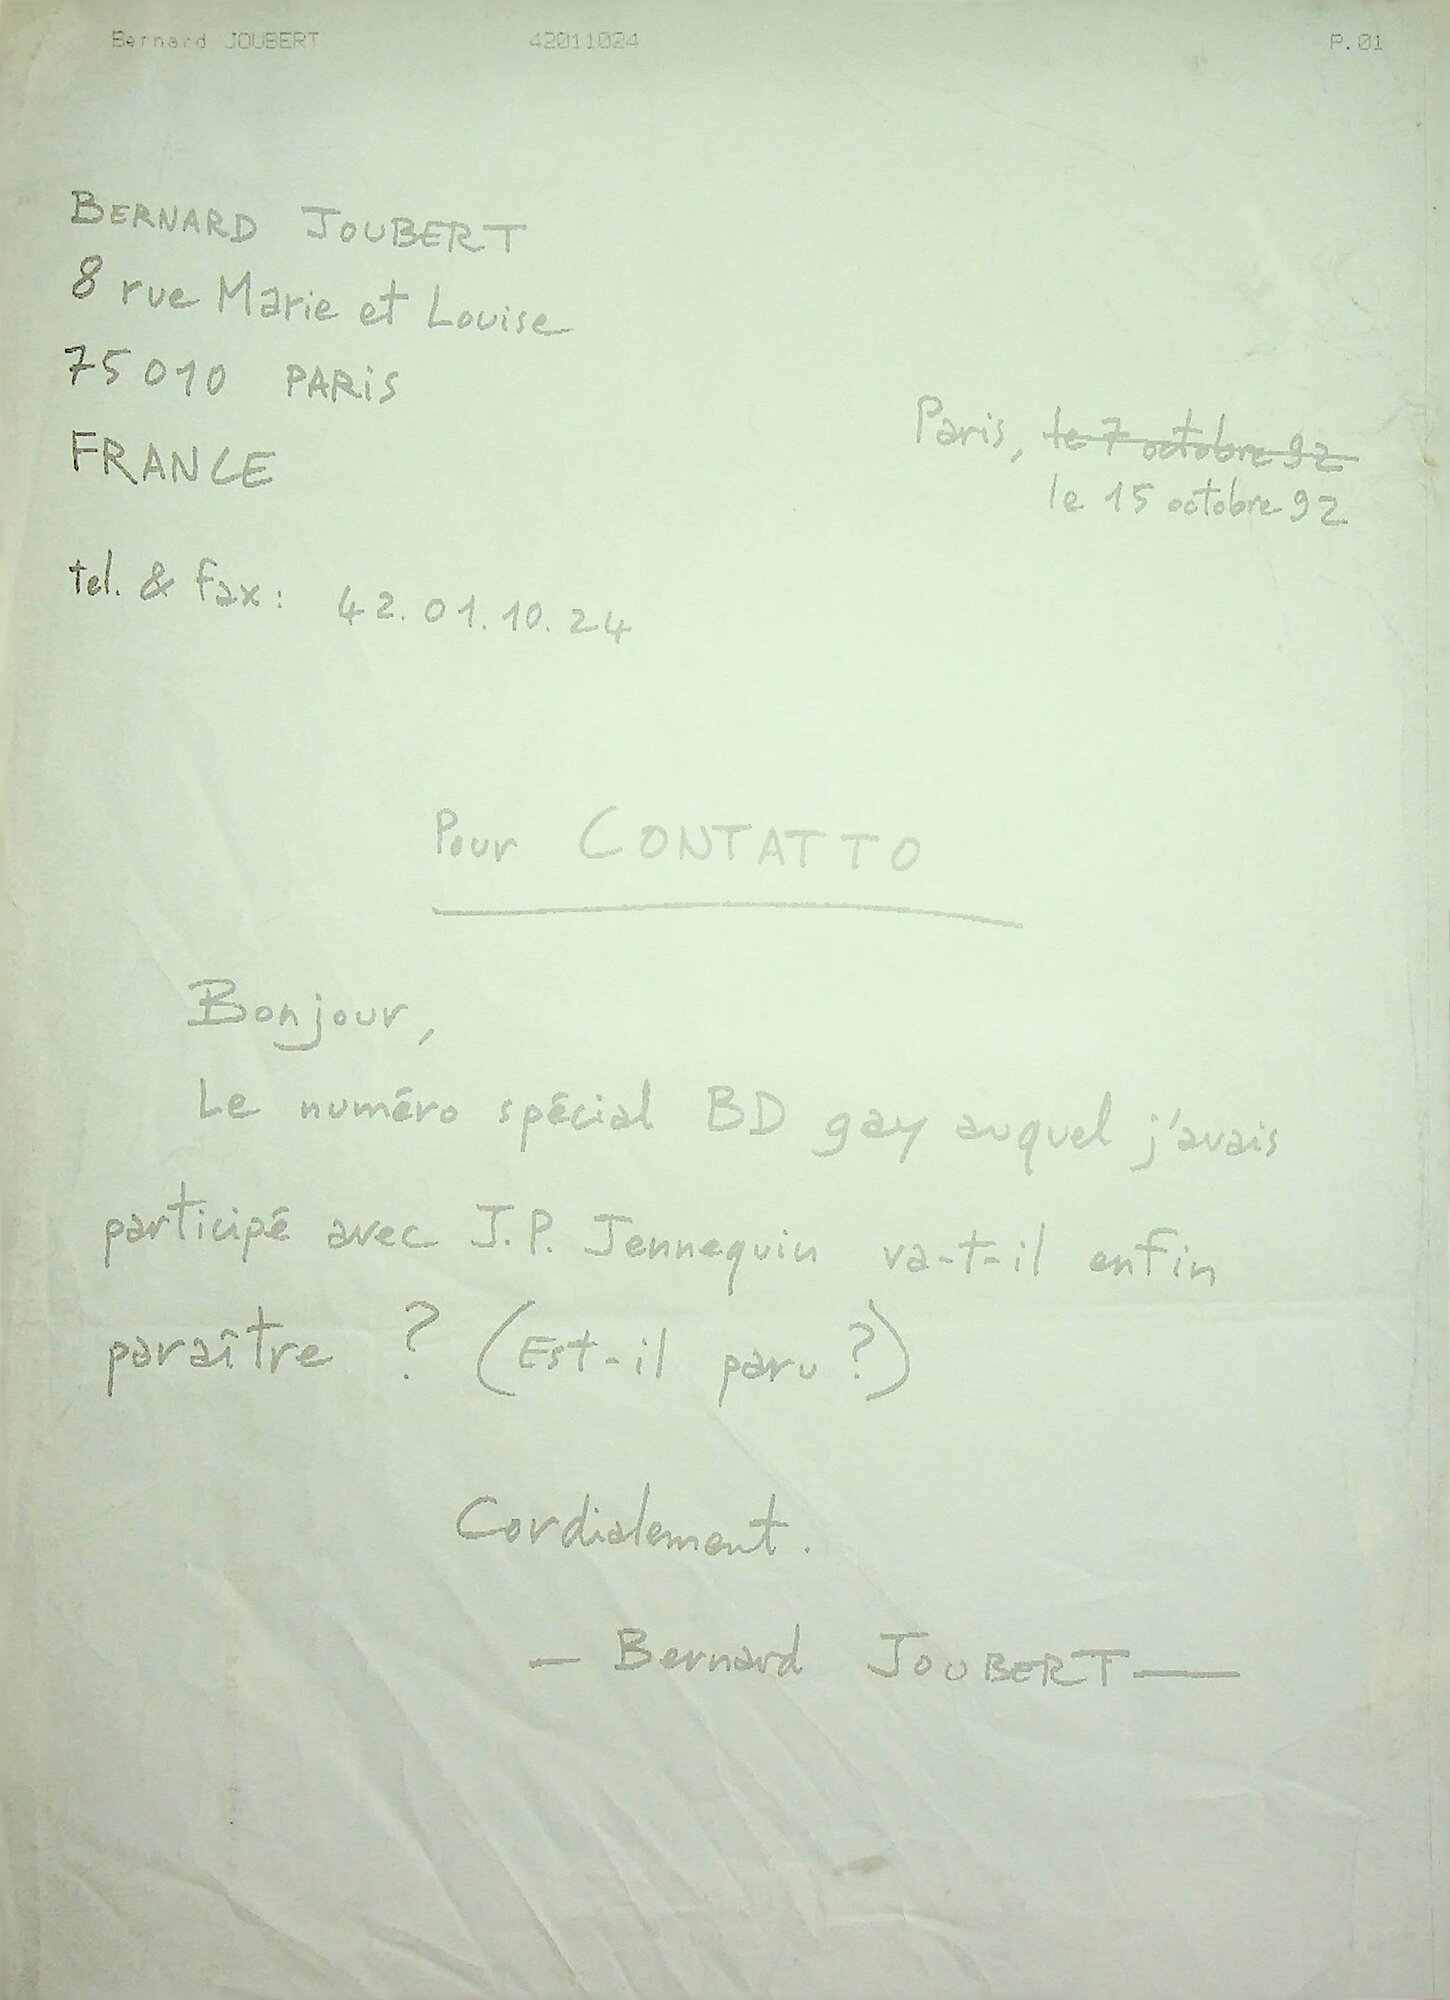 Bernard JOUBERT 42011024 P.01
BERNARD JOUBERT
8 rue Marie et Louise
75010 PARIS
FRANCE
Paris, le 7 octobre 92
le 15 octobre 92
tel. & fax : 42.01.10.24
Pour CONTATTO
Bonjour,
Le numéro spécial BD gay auquel j'avais
participé avec J.P. Jennequin va-t-il enfin
paraître ? (Est-il paru ?)
Cordialement.
— Bernard JOUBERT —